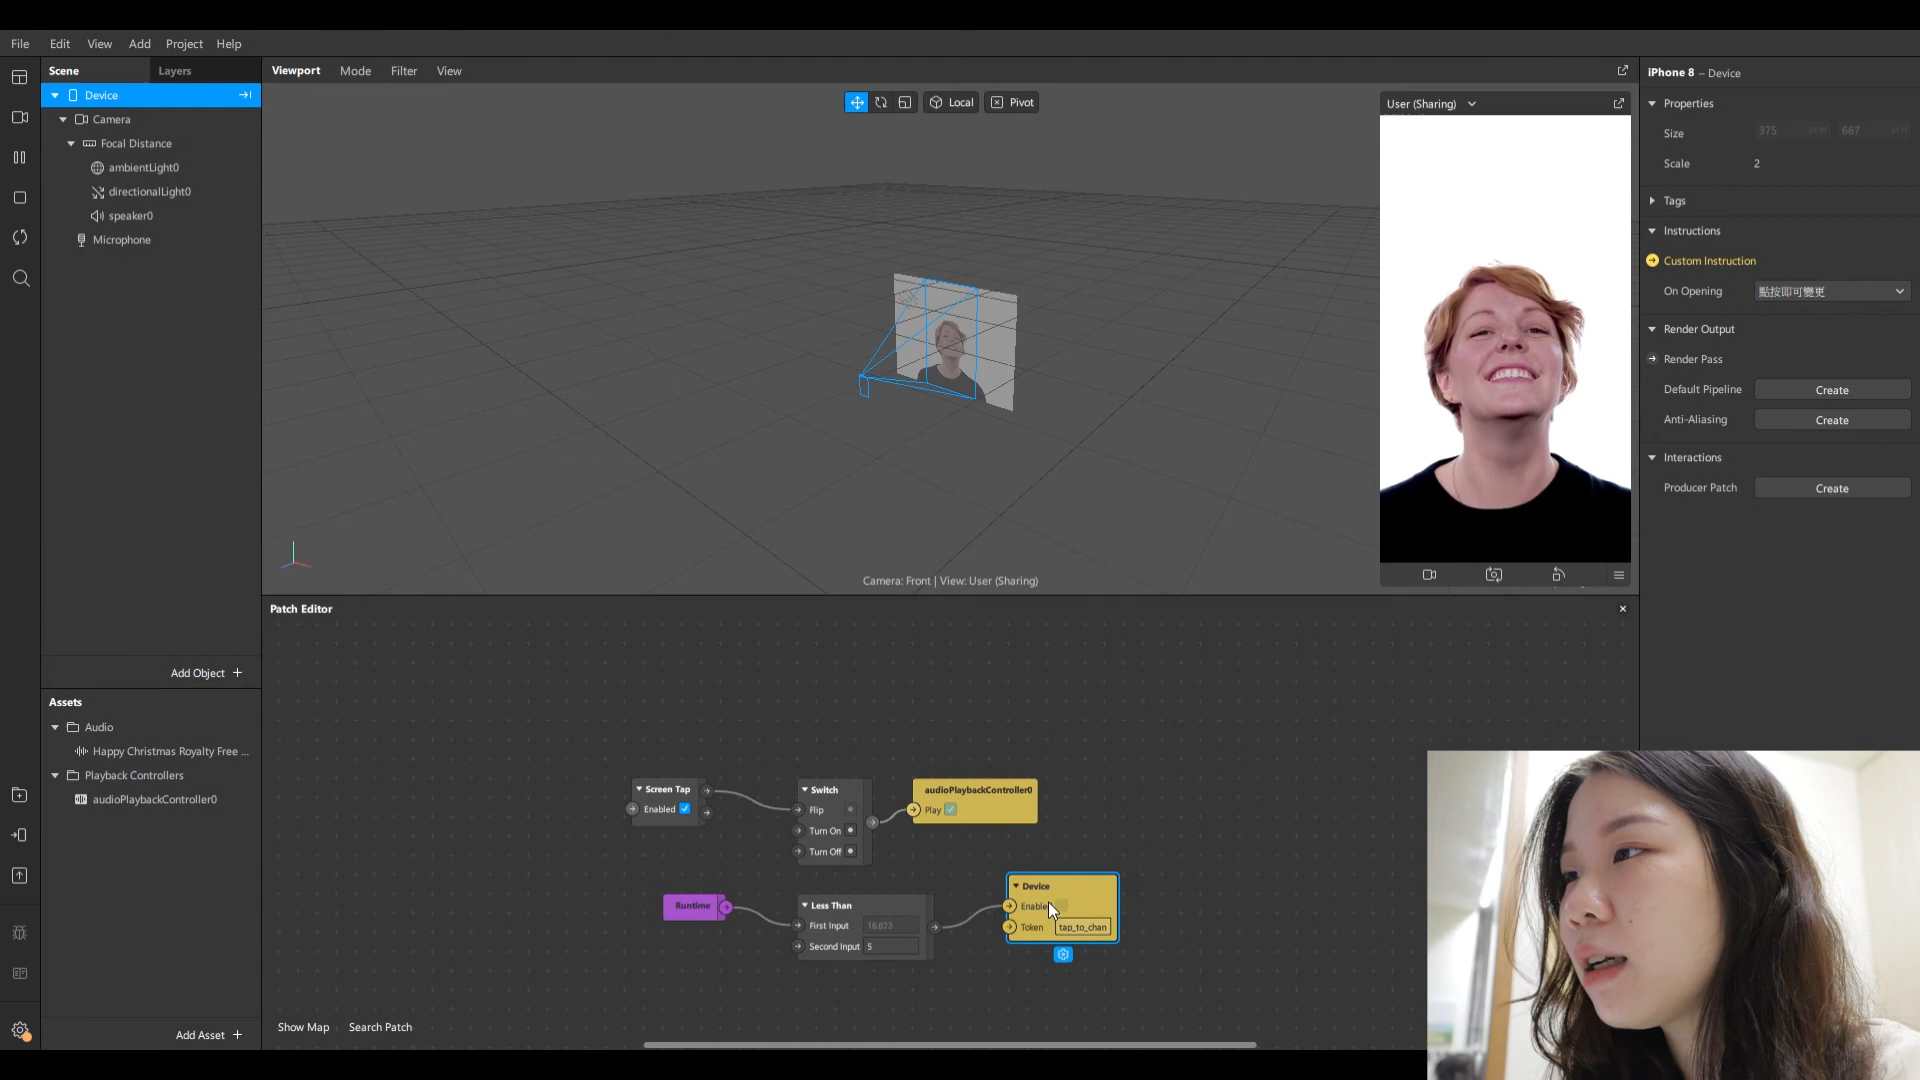 File Edit View Add Project Help
Scene Layers
Device
Camera
Focal Distance
ambientLight0
directionalLight0
speaker0
Microphone
Add Object +
Assets
Audio
Happy Christmas Royalty Free ...
Playback Controllers
audioPlaybackController0
Add Asset +
Viewport Mode Filter View
Local Pivot
User (Sharing)
Camera: Front | View: User (Sharing)
Patch Editor
Screen Tap
Enabled
Switch
Flip
Turn On
Turn Off
audioPlaybackController0
Play
Runtime
Less Than
First Input 16.673
Second Input 5
Device
Token tap_to_chan
Show Map Search Patch
iPhone 8 – Device
Properties
Size 375 667
Scale 2
Tags
Instructions
Custom Instruction
On Opening 點按即可變更
Render Output
Render Pass
Default Pipeline Create
Anti-Aliasing Create
Interactions
Producer Patch Create